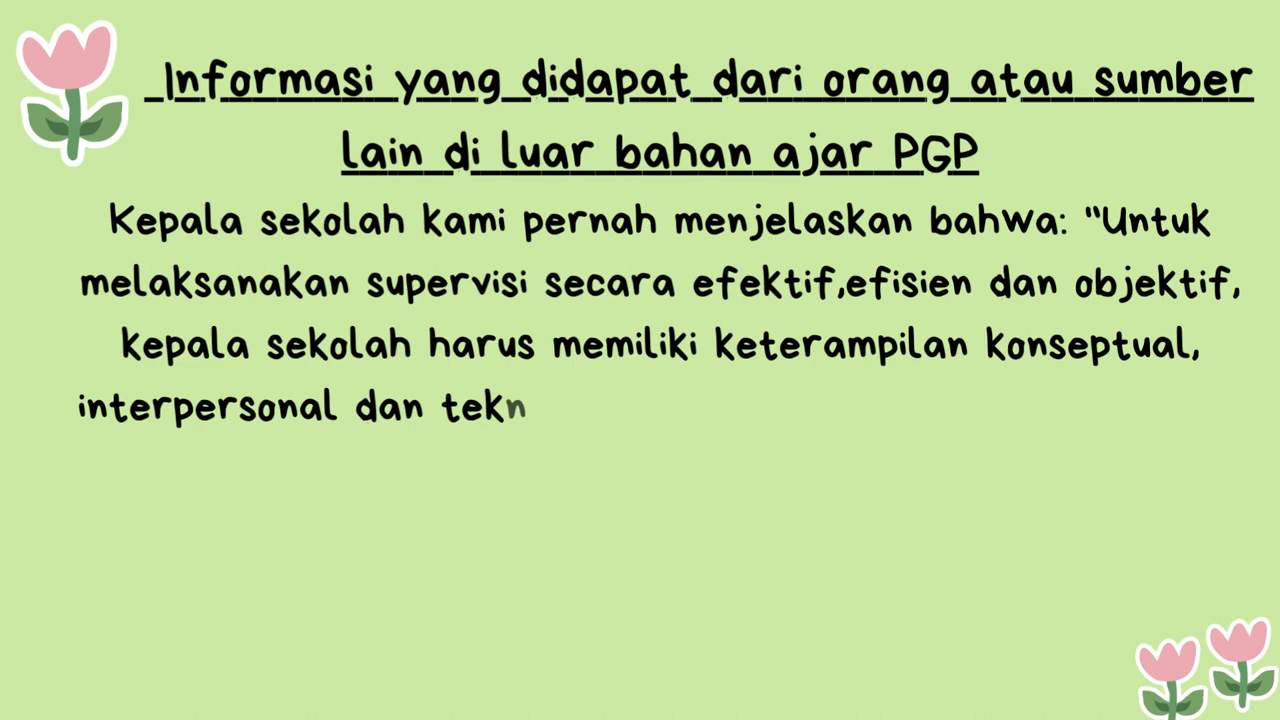 Informasi yang didapat dari orang atau sumber
lain di luar bahan ajar PGP
Kepala sekolah kami pernah menjelaskan bahwa: "Untuk
melaksanakan supervisi secara efektif,efisien dan objektif,
kepala sekolah harus memiliki keterampilan konseptual,
interpersonal dan tekn